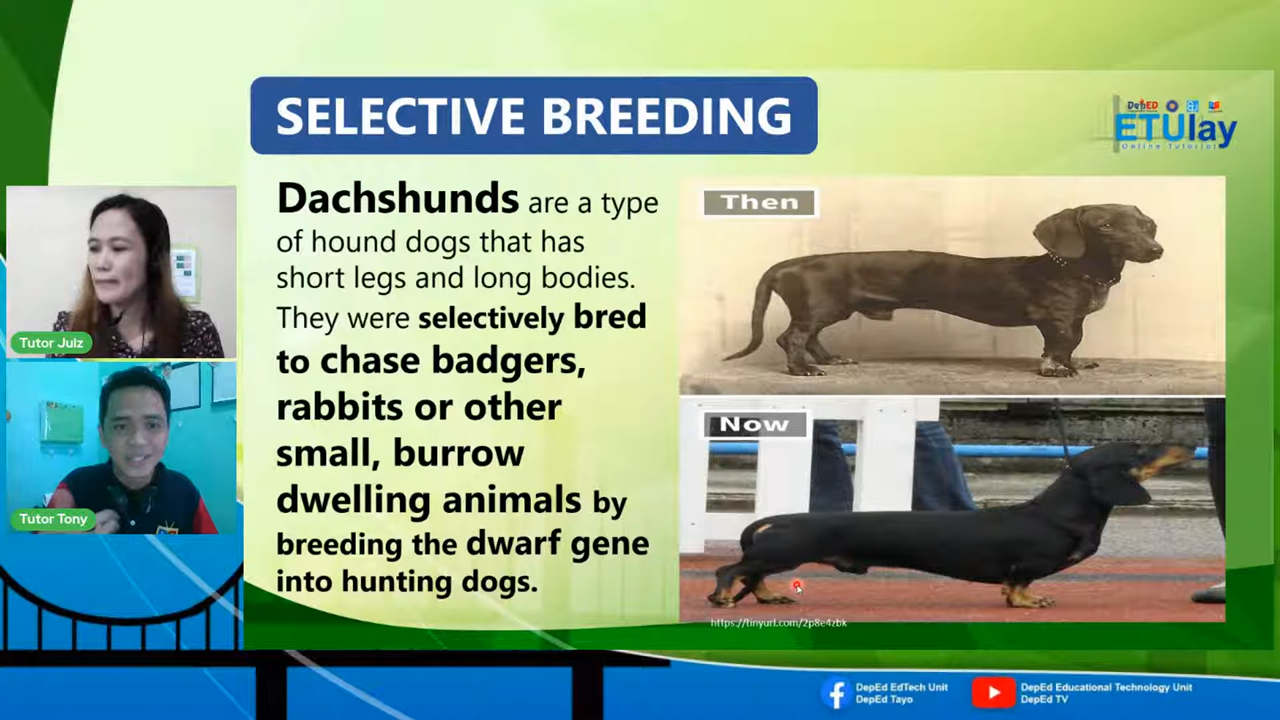 SELECTIVE BREEDING
DepED
ETUlay
Online Tutorial
Dachshunds are a type
of hound dogs that has
short legs and long bodies.
They were selectively bred
to chase badgers,
rabbits or other
small, burrow
dwelling animals by
breeding the dwarf gene
into hunting dogs.
Then
Now
https://tinyurl.com/2p8e4zbk
Tutor Julz
Tutor Tony
DepEd EdTech Unit
DepEd Tayo
DepEd Educational Technology Unit
DepEd TV